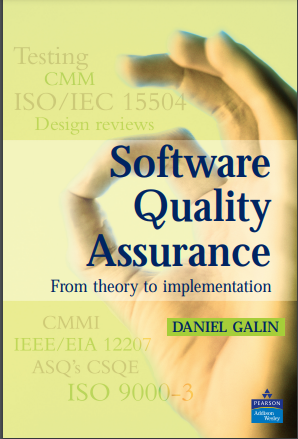 Testing
CMM
ISO/IEC 15504
Design reviews
Software
Quality
Assurance
From theory to implementation
CMMI
DANIEL GALIN
IEEE/EIA 12207
ASQ's CSQE
ISO 9000-3
PEARSON
Addison
Wesley